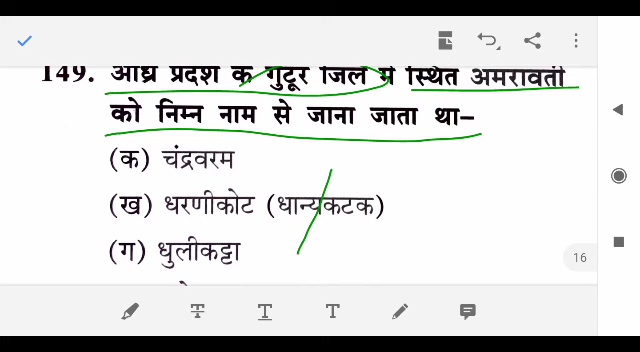 149. आंध्र प्रदेश के गुंटूर जिले में स्थित अमरावती
को निम्न नाम से जाना जाता था–
(क) चंद्रवरम
(ख) धरणीकोट (धान्यकटक)
(ग) धुलीकट्टा
16